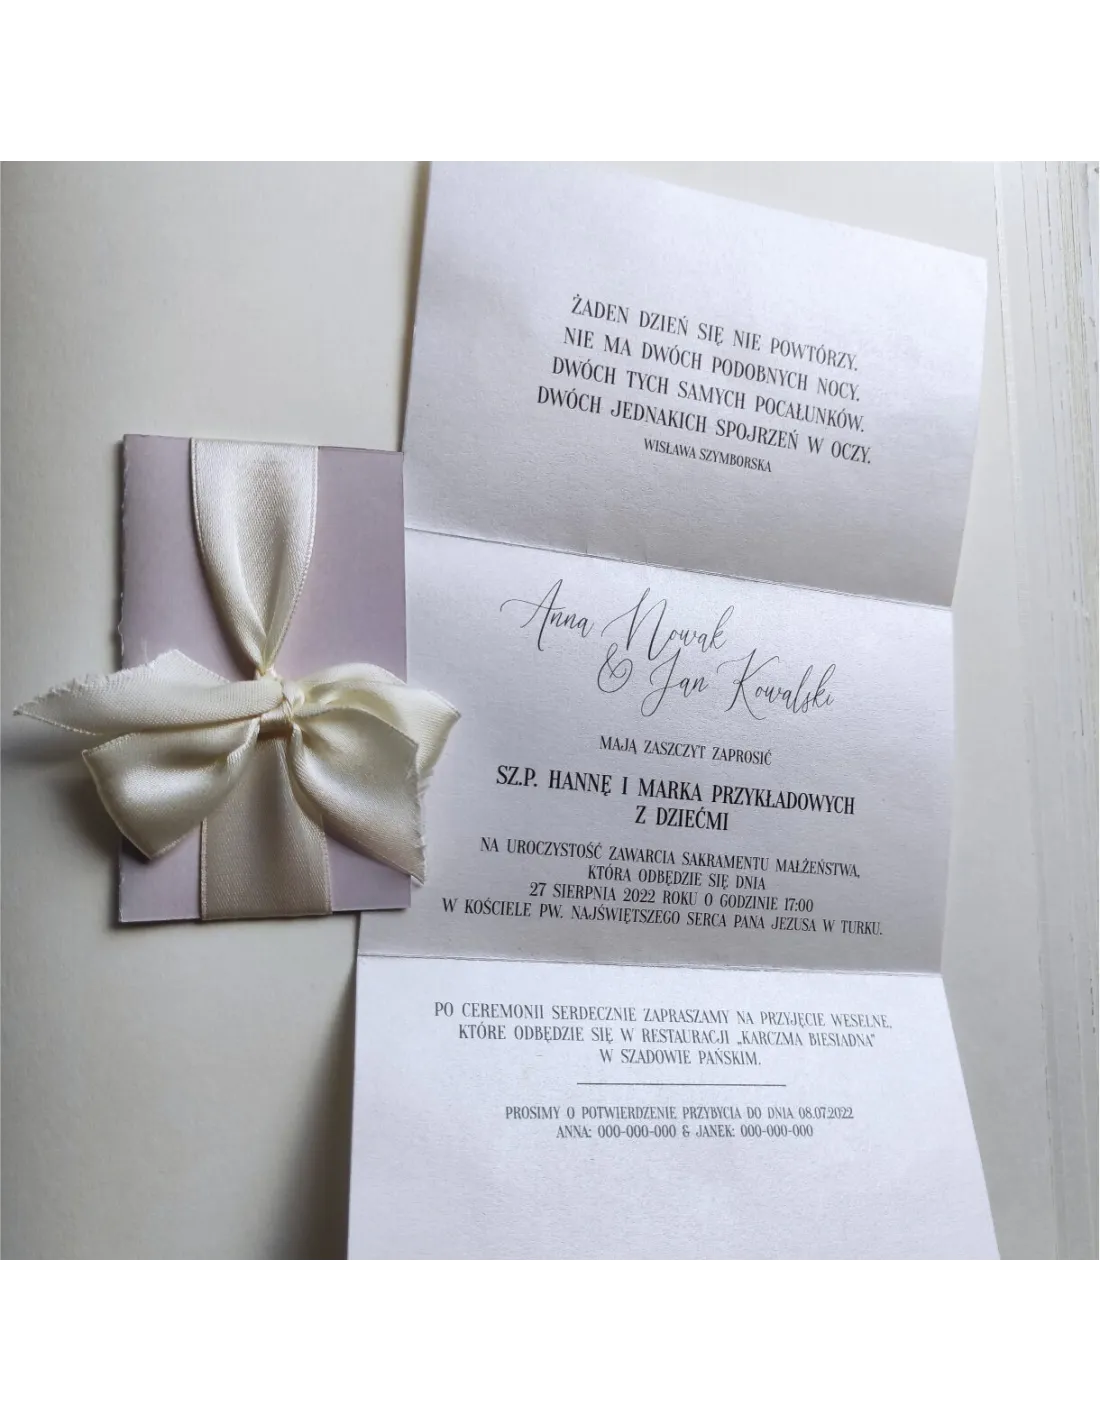 ŻADEN DZIEŃ SIĘ NIE POWTÓRZY.
NIE MA DWÓCH PODOBNYCH NOCY.
DWÓCH TYCH SAMYCH POCAŁUNKÓW.
DWÓCH JEDNAKICH SPOJRZEŃ W OCZY.
WISŁAWA SZYMBORSKA
Anna Nowak
& Jan Kowalski
MAJĄ ZASZCZYT ZAPROSIĆ
SZ.P. HANNĘ I MARKA PRZYKŁADOWYCH
Z DZIEĆMI
NA UROCZYSTOŚĆ ZAWARCIA SAKRAMENTU MAŁŻEŃSTWA,
KTÓRA ODBĘDZIE SIĘ DNIA
27 SIERPNIA 2022 ROKU O GODZINIE 17:00
W KOŚCIELE PW. NAJŚWIĘTSZEGO SERCA PANA JEZUSA W TURKU.
PO CEREMONII SERDECZNIE ZAPRASZAMY NA PRZYJĘCIE WESELNE,
KTÓRE ODBĘDZIE SIĘ W RESTAURACJI „KARCZMA BIESIADNA"
W SZADOWIE PAŃSKIM.
PROSIMY O POTWIERDZENIE PRZYBYCIA DO DNIA 08.07.2022
ANNA: 000-000-000 & JANEK: 000-000-000